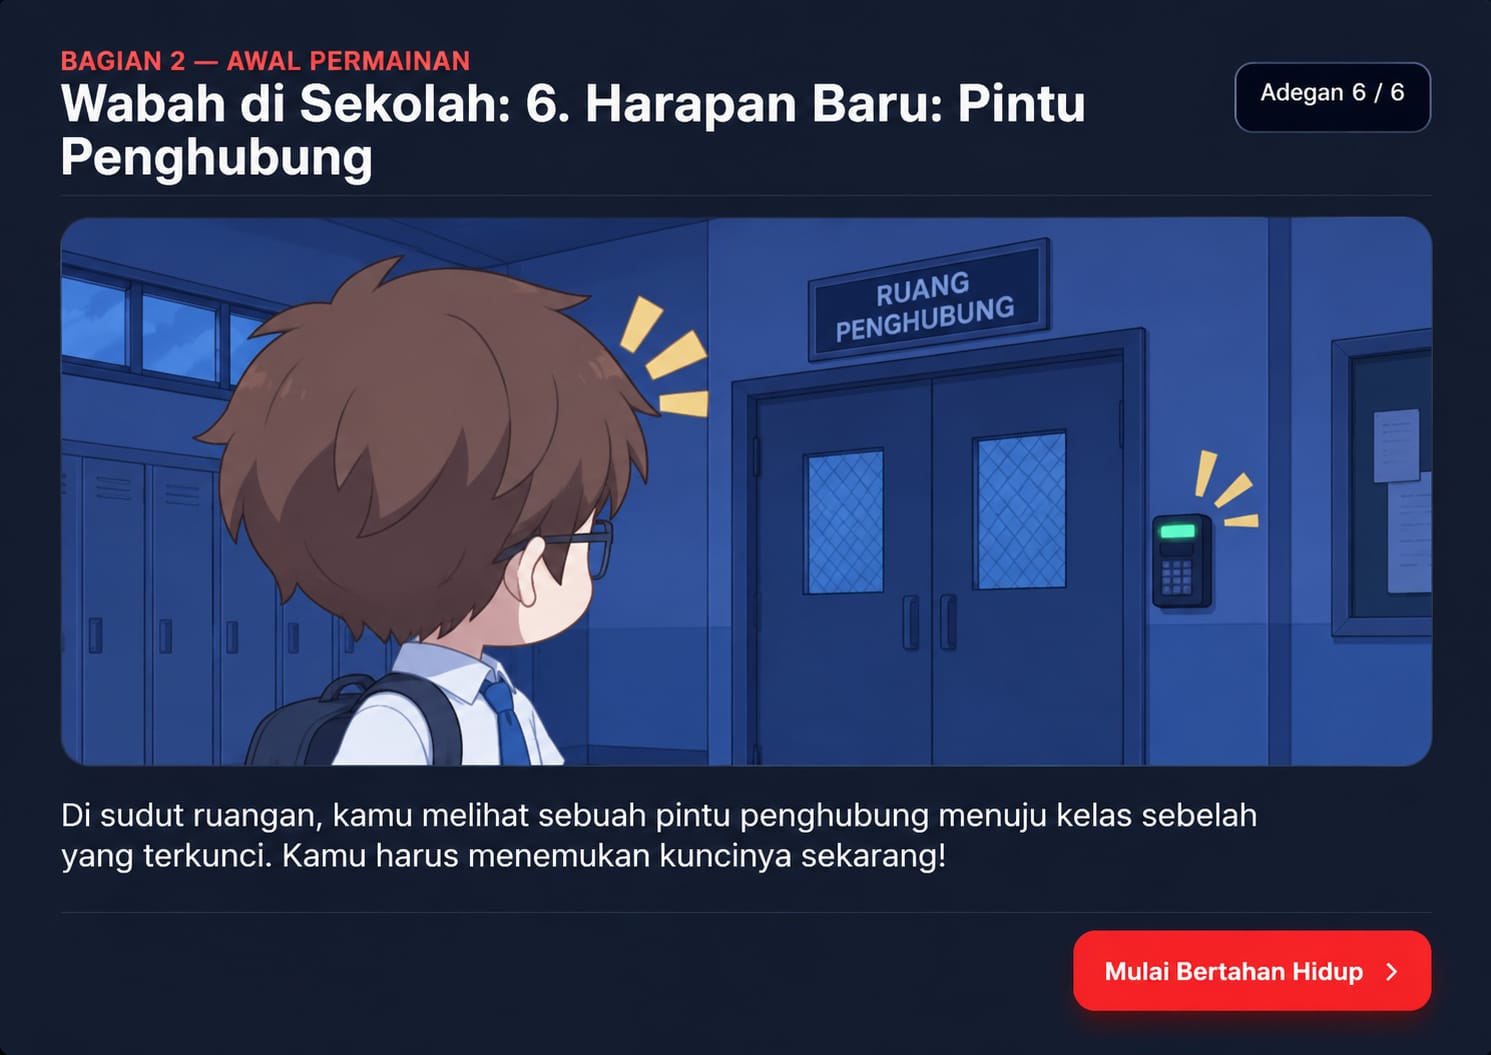 BAGIAN 2 — AWAL PERMAINAN
Wabah di Sekolah: 6. Harapan Baru: Pintu
Penghubung
Adegan 6 / 6
RUANG
PENGHUBUNG
Di sudut ruangan, kamu melihat sebuah pintu penghubung menuju kelas sebelah
yang terkunci. Kamu harus menemukan kuncinya sekarang!
Mulai Bertahan Hidup